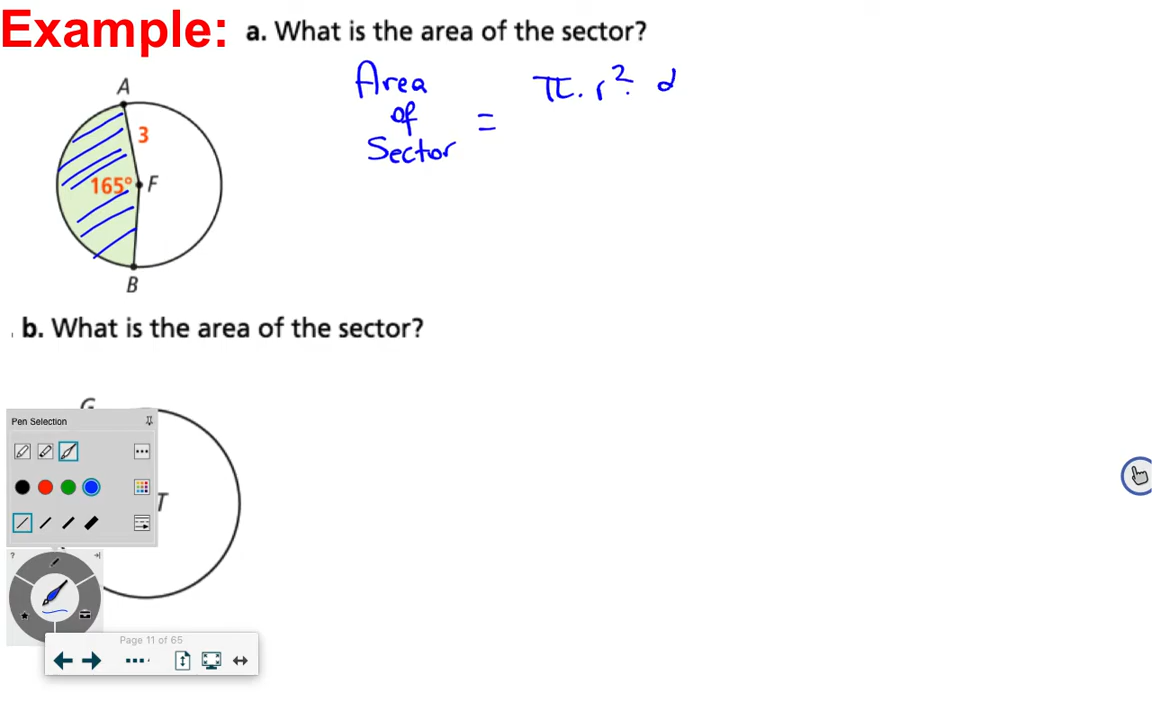 Example: a. What is the area of the sector?
Area
of
Sector
= π · r² · d
A
3
165° F
B
. b. What is the area of the sector?
G
T
Pen Selection
?
Page 11 of 65